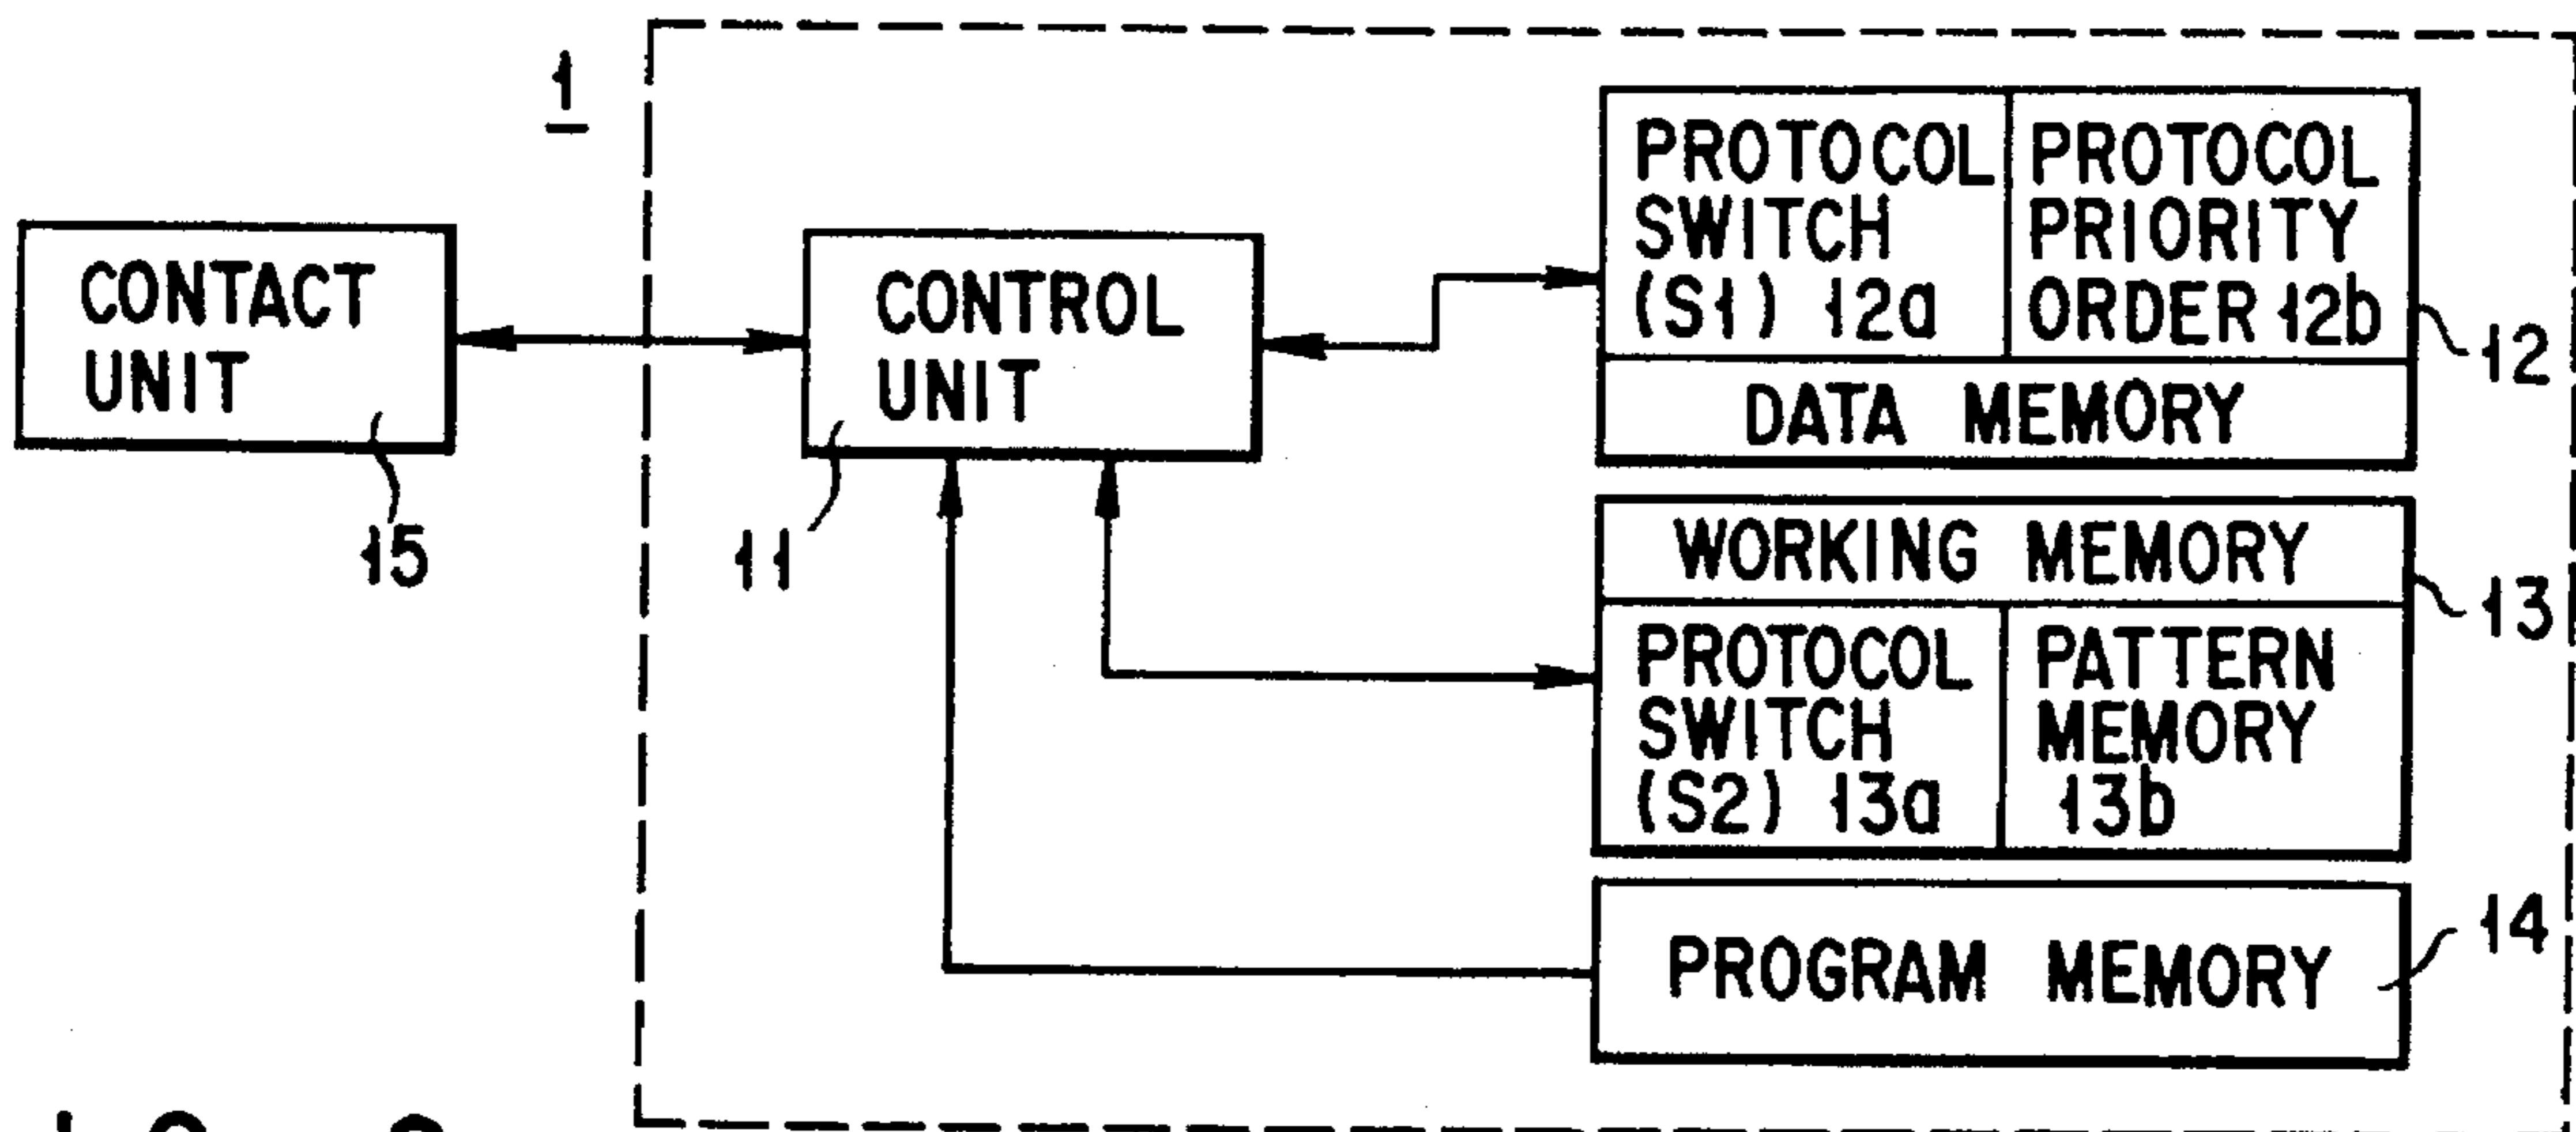 1
CONTACT
UNIT
15
CONTROL
UNIT
11
PROTOCOL
SWITCH
(S1) 12a
PROTOCOL
PRIORITY
ORDER 12b
DATA MEMORY
12
WORKING MEMORY
13
PROTOCOL
SWITCH
(S2) 13a
PATTERN
MEMORY
13b
PROGRAM MEMORY
14